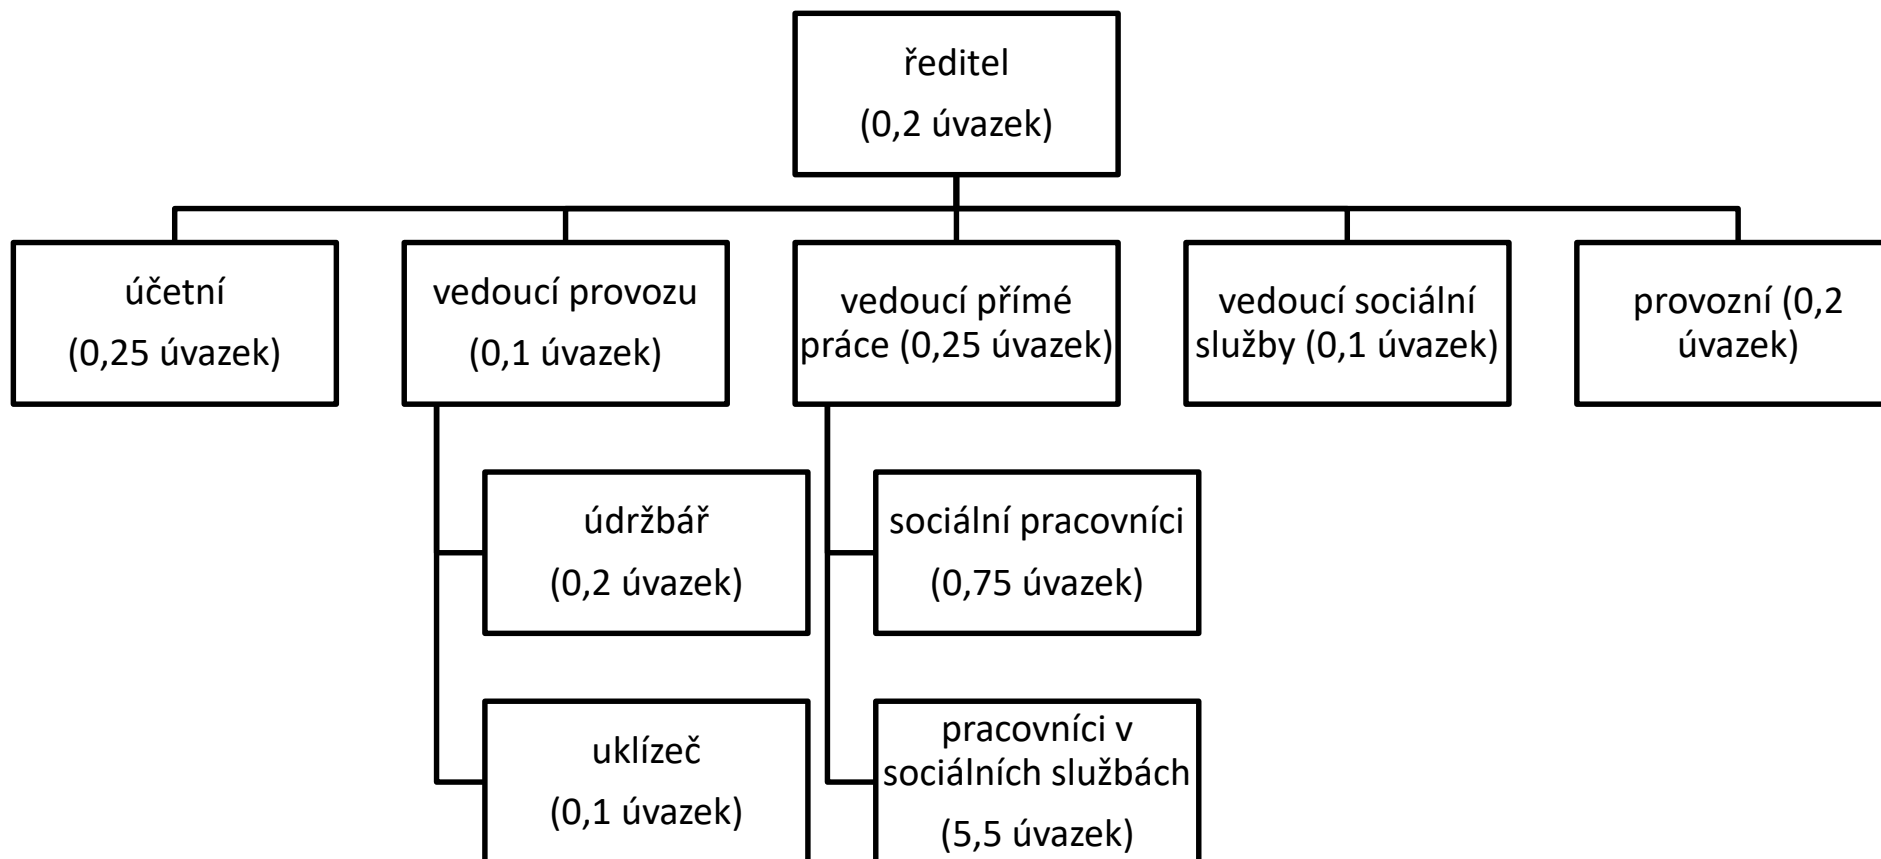 ředitel
(0,2 úvazek)
účetní
(0,25 úvazek)
vedoucí provozu
(0,1 úvazek)
vedoucí přímé
práce (0,25 úvazek)
vedoucí sociální
služby (0,1 úvazek)
provozní (0,2
úvazek)
údržbář
(0,2 úvazek)
sociální pracovníci
(0,75 úvazek)
uklízeč
(0,1 úvazek)
pracovníci v
sociálních službách
(5,5 úvazek)